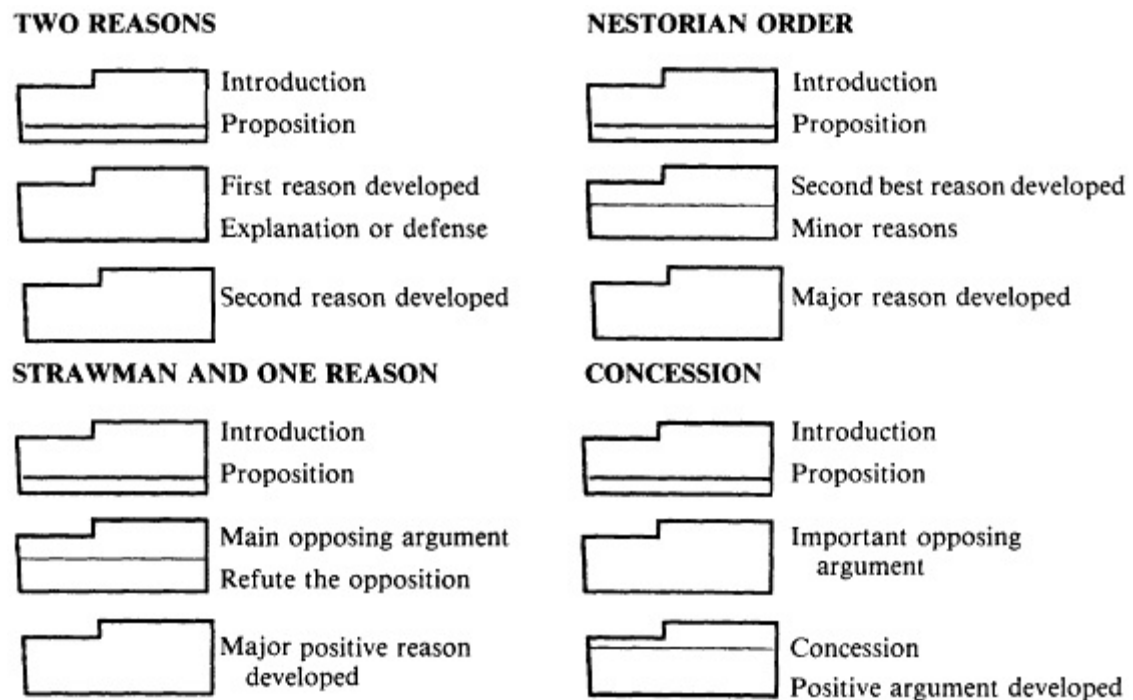 TWO REASONS
Introduction
Proposition
First reason developed
Explanation or defense
Second reason developed
NESTORIAN ORDER
Introduction
Proposition
Second best reason developed
Minor reasons
Major reason developed
STRAWMAN AND ONE REASON
Introduction
Proposition
Main opposing argument
Refute the opposition
Major positive reason
developed
CONCESSION
Introduction
Proposition
Important opposing
argument
Concession
Positive argument developed